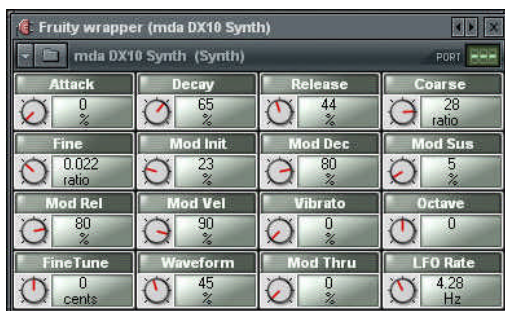 Fruity wrapper (mda DX10 Synth)
mda DX10 Synth (Synth) PORT ---
Attack Decay Release Coarse
0 65 44 28
% % % ratio
Fine Mod Init Mod Dec Mod Sus
0.022 23 80 5
ratio % % %
Mod Rel Mod Vel Vibrato Octave
80 90 0 0
% % %
FineTune Waveform Mod Thru LFO Rate
0 45 0 4.28
cents % % Hz